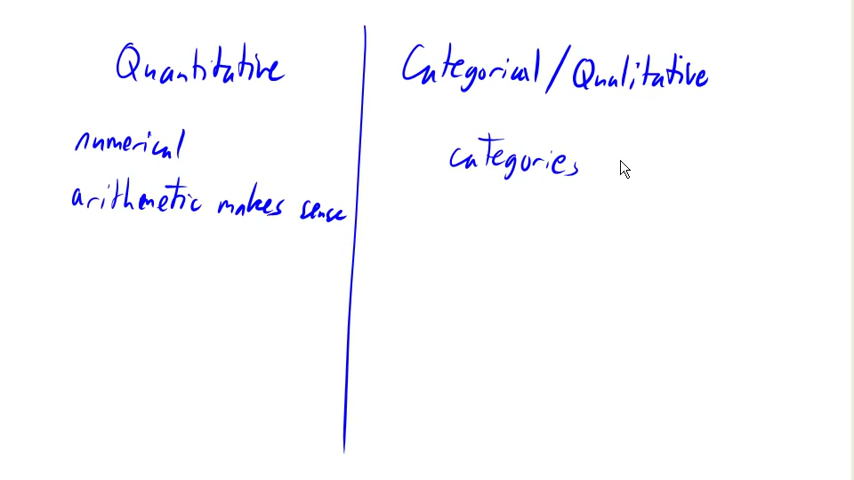 Quantitative
Categorical/Qualitative
numerical
arithmetic makes sense
categories